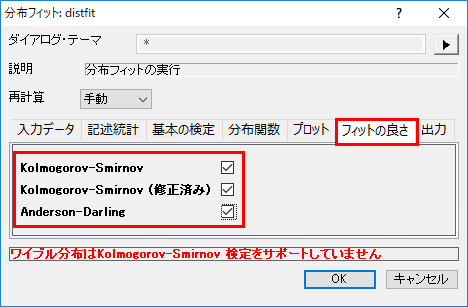 分布フィット: distfit
ダイアログ・テーマ *
説明 分布フィットの実行
再計算 手動
入力データ 記述統計 基本の検定 分布関数 プロット フィットの良さ 出力
Kolmogorov-Smirnov
Kolmogorov-Smirnov (修正済み)
Anderson-Darling
ワイブル分布はKolmogorov-Smirnov 検定をサポートしていません
OK キャンセル